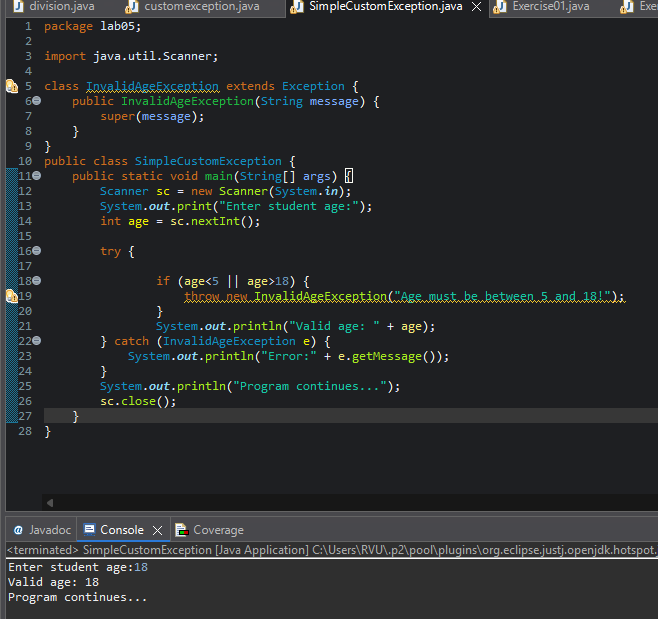 division.java customexception.java SimpleCustomException.java Exercise01.java Exe
1 package lab05;
2
3 import java.util.Scanner;
4
5 class InvalidAgeException extends Exception {
6 public InvalidAgeException(String message) {
7 super(message);
8 }
9 }
10 public class SimpleCustomException {
11 public static void main(String[] args) {
12 Scanner sc = new Scanner(System.in);
13 System.out.print("Enter student age:");
14 int age = sc.nextInt();
15
16 try {
17
18 if (age<5 || age>18) {
19 throw new InvalidAgeException("Age must be between 5 and 18!");
20 }
21 System.out.println("Valid age: " + age);
22 } catch (InvalidAgeException e) {
23 System.out.println("Error:" + e.getMessage());
24 }
25 System.out.println("Program continues...");
26 sc.close();
27 }
28 }
@ Javadoc Console Coverage
<terminated> SimpleCustomException [Java Application] C:\Users\RVU\.p2\pool\plugins\org.eclipse.justj.openjdk.hotspot.
Enter student age:18
Valid age: 18
Program continues...